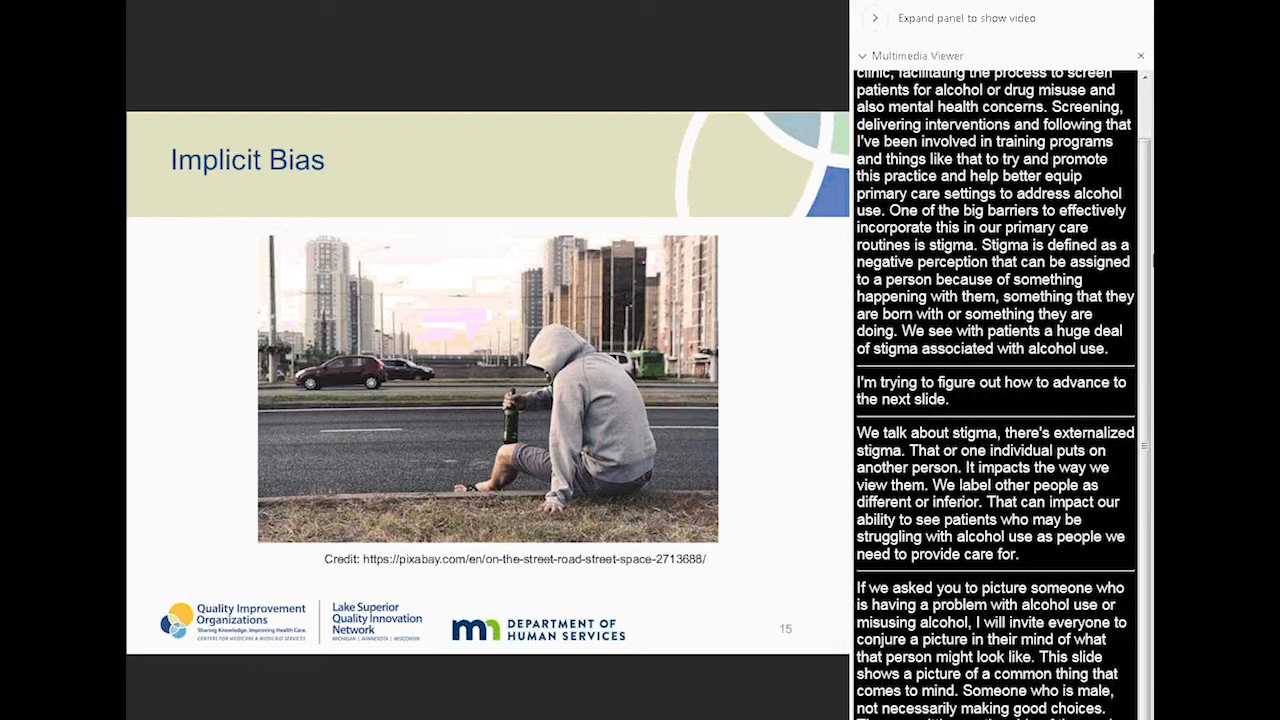 Implicit Bias
Credit: https://pixabay.com/en/on-the-street-road-street-space-2713688/
Quality Improvement
Organizations
Sharing Knowledge. Improving Health Care.
CENTERS FOR MEDICARE & MEDICAID SERVICES
Lake Superior
Quality Innovation
Network
MICHIGAN | MINNESOTA | WISCONSIN
mn DEPARTMENT OF
HUMAN SERVICES
15
Expand panel to show video
Multimedia Viewer
clinic, facilitating the process to screen
patients for alcohol or drug misuse and
also mental health concerns. Screening,
delivering interventions and following that
I've been involved in training programs
and things like that to try and promote
this practice and help better equip
primary care settings to address alcohol
use. One of the big barriers to effectively
incorporate this in our primary care
routines is stigma. Stigma is defined as a
negative perception that can be assigned
to a person because of something
happening with them, something that they
are born with or something they are
doing. We see with patients a huge deal
of stigma associated with alcohol use.
I'm trying to figure out how to advance to
the next slide.
We talk about stigma, there's externalized
stigma. That or one individual puts on
another person. It impacts the way we
view them. We label other people as
different or inferior. That can impact our
ability to see patients who may be
struggling with alcohol use as people we
need to provide care for.
If we asked you to picture someone who
is having a problem with alcohol use or
misusing alcohol, I will invite everyone to
conjure a picture in their mind of what
that person might look like. This slide
shows a picture of a common thing that
comes to mind. Someone who is male,
not necessarily making good choices.